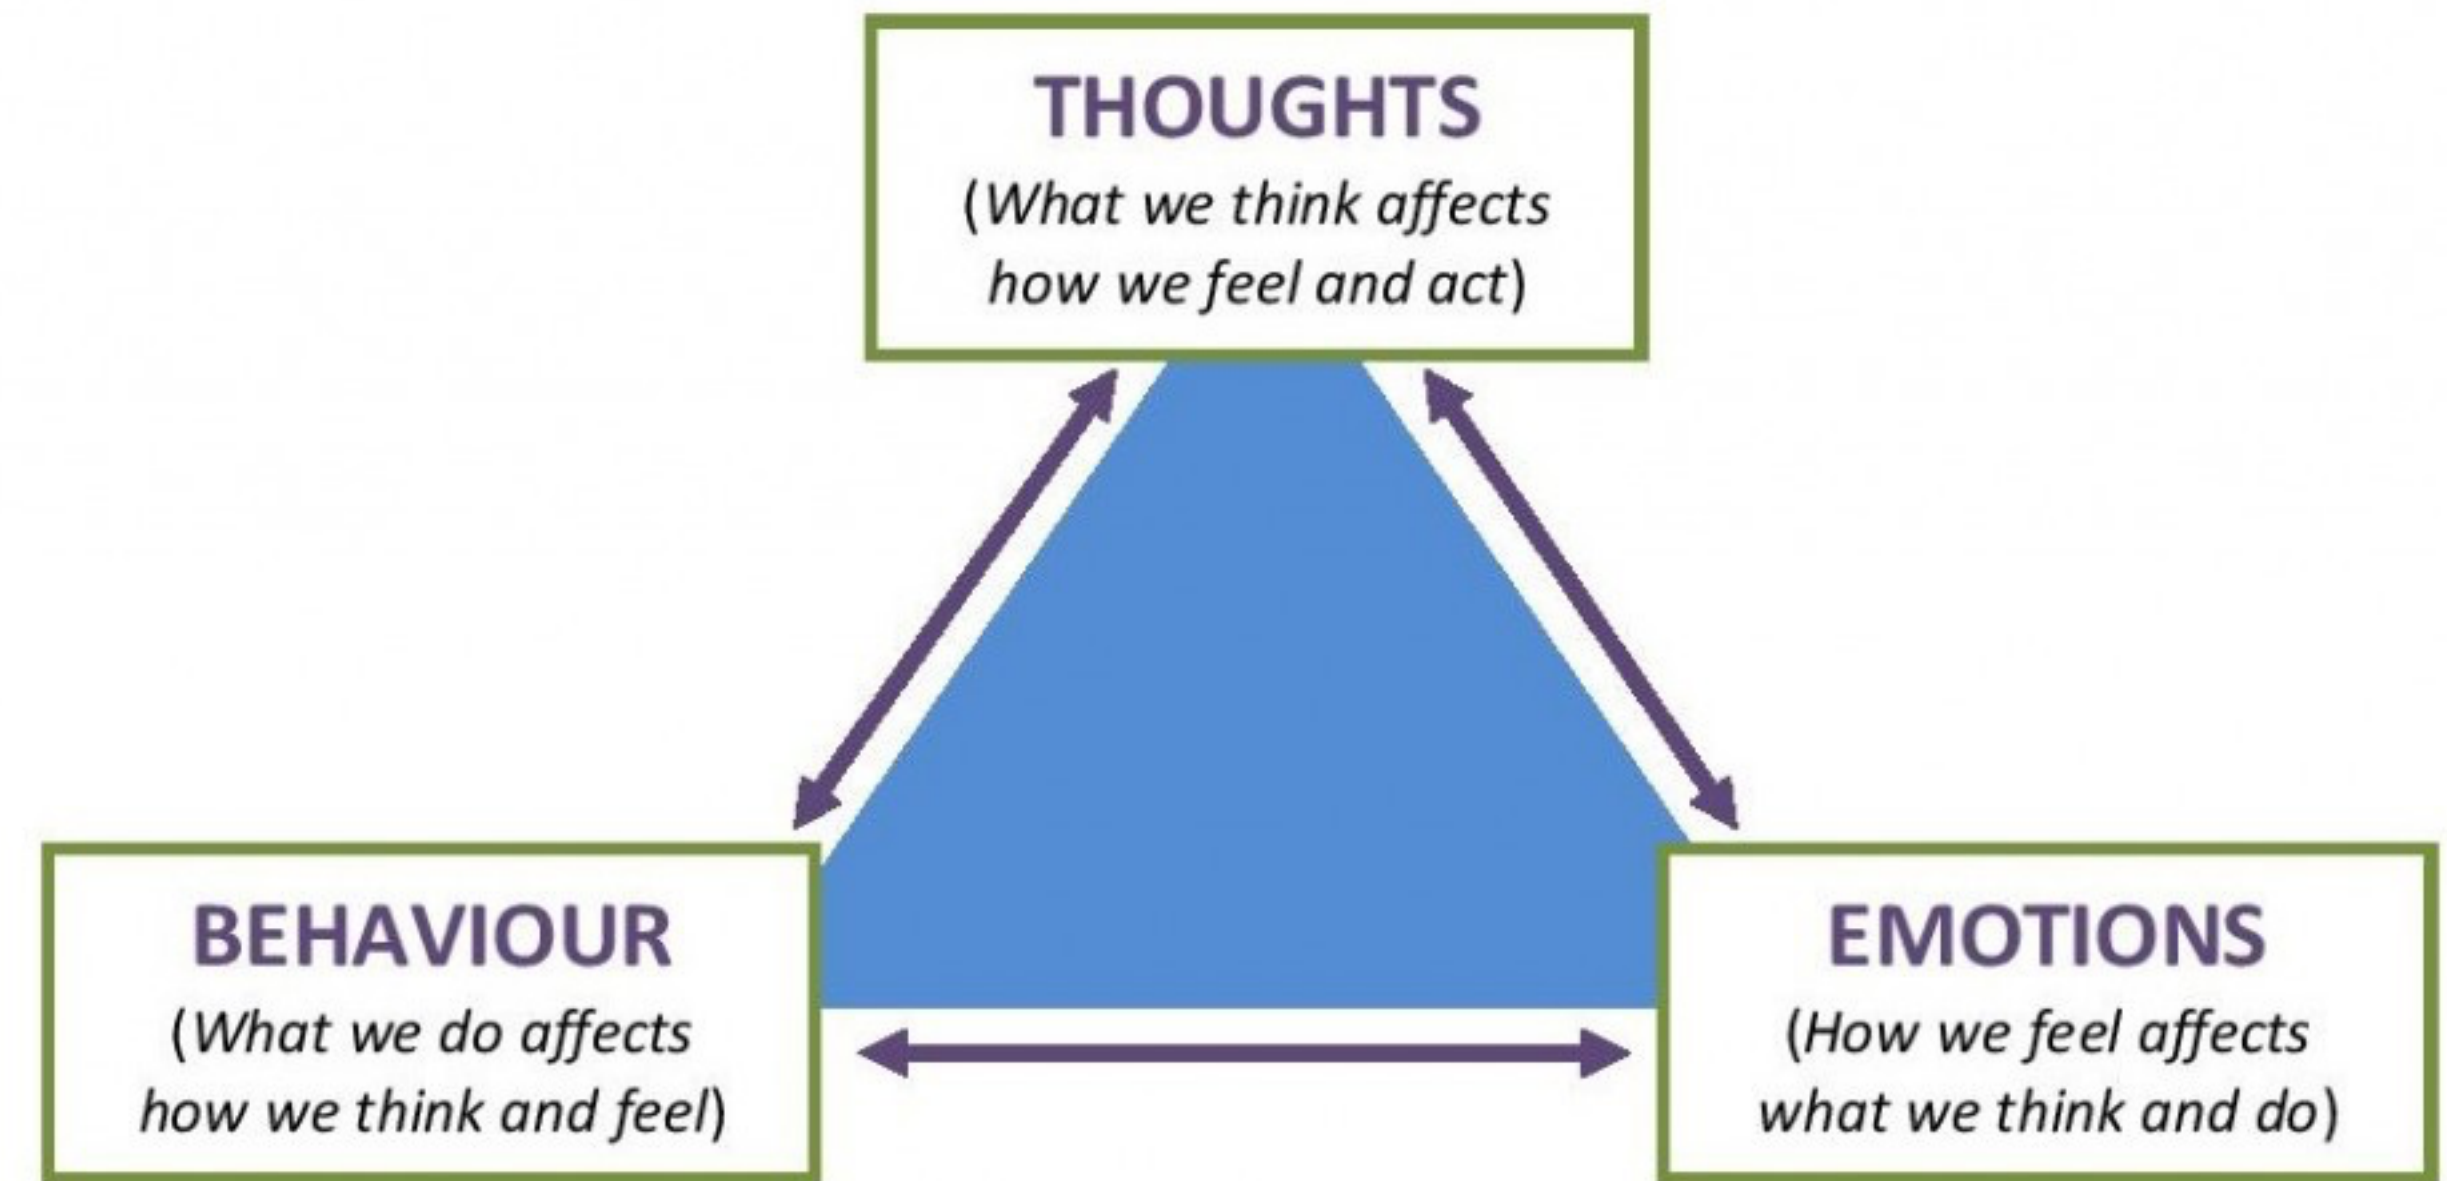 THOUGHTS
(What we think affects
how we feel and act)
BEHAVIOUR
(What we do affects
how we think and feel)
EMOTIONS
(How we feel affects
what we think and do)